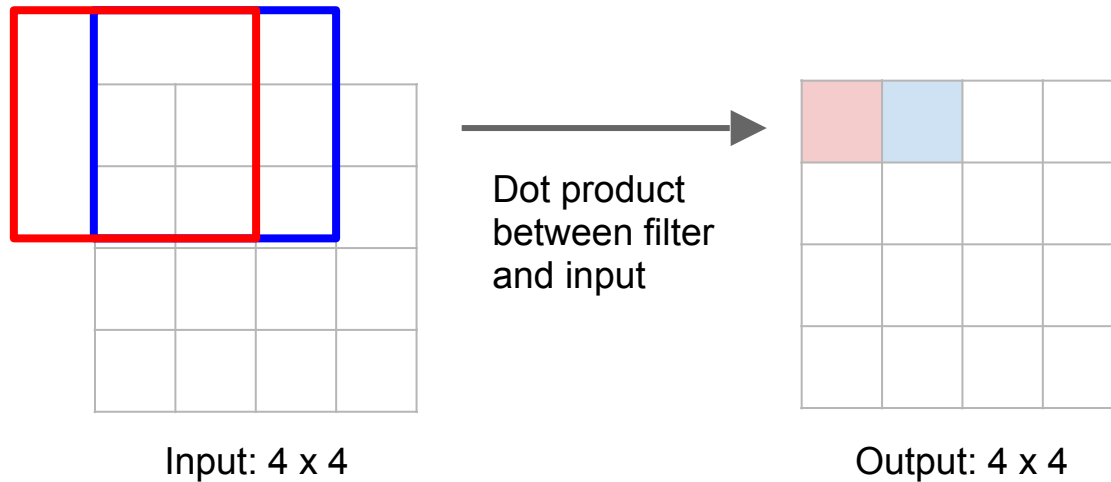 Dot product
between filter
and input
Input: 4 x 4
Output: 4 x 4